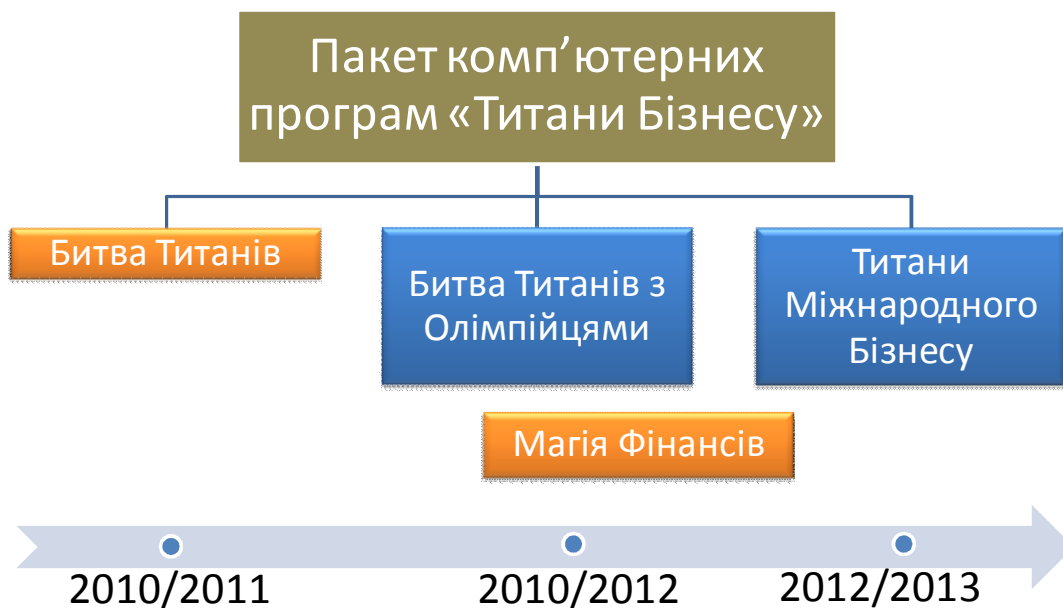 Пакет комп’ютерних
програм «Титани Бізнесу»
Битва Титанів
Битва Титанів з
Олімпійцями
Титани
Міжнародного
Бізнесу
Магія Фінансів
2010/2011
2010/2012
2012/2013